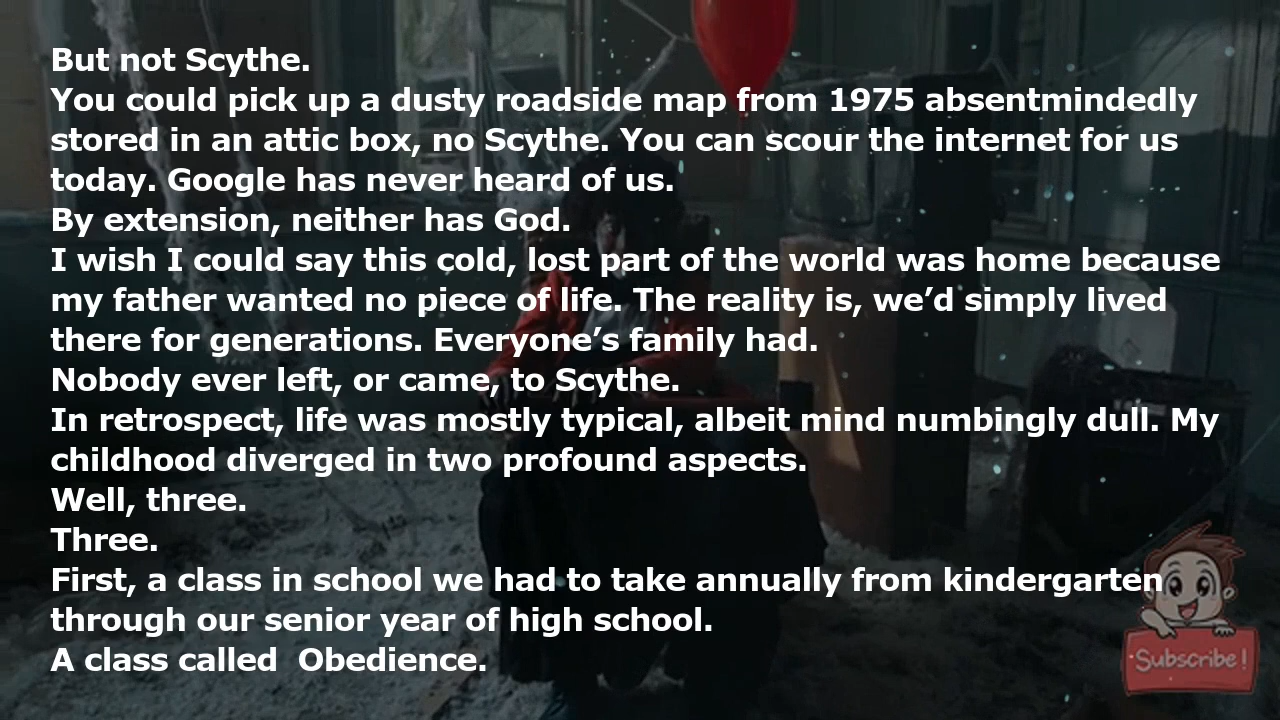 But not Scythe.
You could pick up a dusty roadside map from 1975 absentmindedly
stored in an attic box, no Scythe. You can scour the internet for us
today. Google has never heard of us.
By extension, neither has God.
I wish I could say this cold, lost part of the world was home because
my father wanted no piece of life. The reality is, we’d simply lived
there for generations. Everyone’s family had.
Nobody ever left, or came, to Scythe.
In retrospect, life was mostly typical, albeit mind numbingly dull. My
childhood diverged in two profound aspects.
Well, three.
Three.
First, a class in school we had to take annually from kindergarten
through our senior year of high school.
A class called  Obedience.
Subscribe!